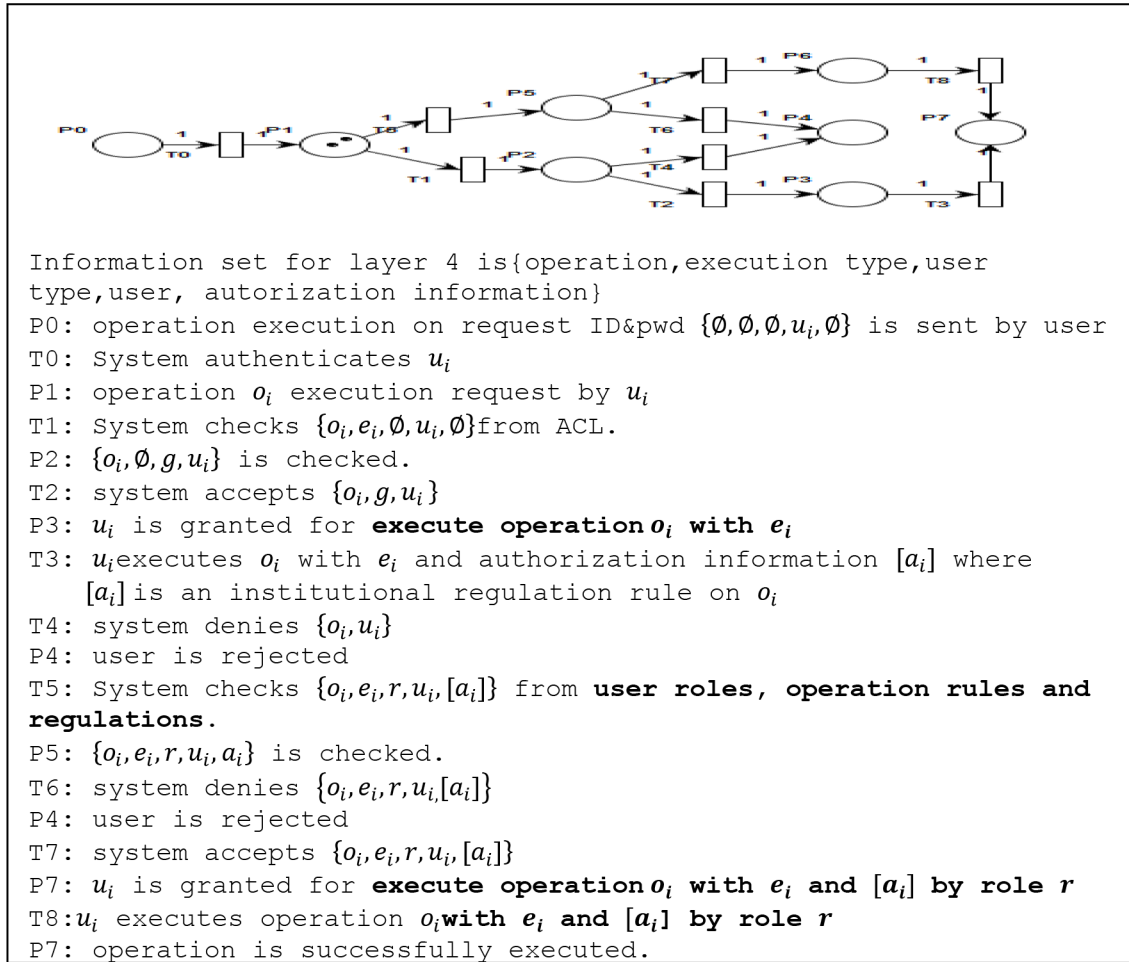 1 T7 1 P6 1 T8
P5 1 1
P0 1 T0 1 P1 1 T5 1 T6 1 P4 P7
1 T1 1 P2 1 T4 1 1
1 T2 1 P3 1 T3
Information set for layer 4 is{operation,execution type,user
type,user, autorization information}
P0: operation execution on request ID&pwd {∅,∅,∅,uᵢ,∅} is sent by user
T0: System authenticates uᵢ
P1: operation oᵢ execution request by uᵢ
T1: System checks {oᵢ,eᵢ,∅,uᵢ,∅}from ACL.
P2: {oᵢ,∅,g,uᵢ} is checked.
T2: system accepts {oᵢ,g,uᵢ}
P3: uᵢ is granted for execute operation oᵢ with eᵢ
T3: uᵢexecutes oᵢ with eᵢ and authorization information [aᵢ] where
[aᵢ] is an institutional regulation rule on oᵢ
T4: system denies {oᵢ,uᵢ}
P4: user is rejected
T5: System checks {oᵢ,eᵢ,r,uᵢ,[aᵢ]} from user roles, operation rules and
regulations.
P5: {oᵢ,eᵢ,r,uᵢ,aᵢ} is checked.
T6: system denies {oᵢ,eᵢ,r,uᵢ,[aᵢ]}
P4: user is rejected
T7: system accepts {oᵢ,eᵢ,r,uᵢ,[aᵢ]}
P7: uᵢ is granted for execute operation oᵢ with eᵢ and [aᵢ] by role r
T8:uᵢ executes operation oᵢwith eᵢ and [aᵢ] by role r
P7: operation is successfully executed.